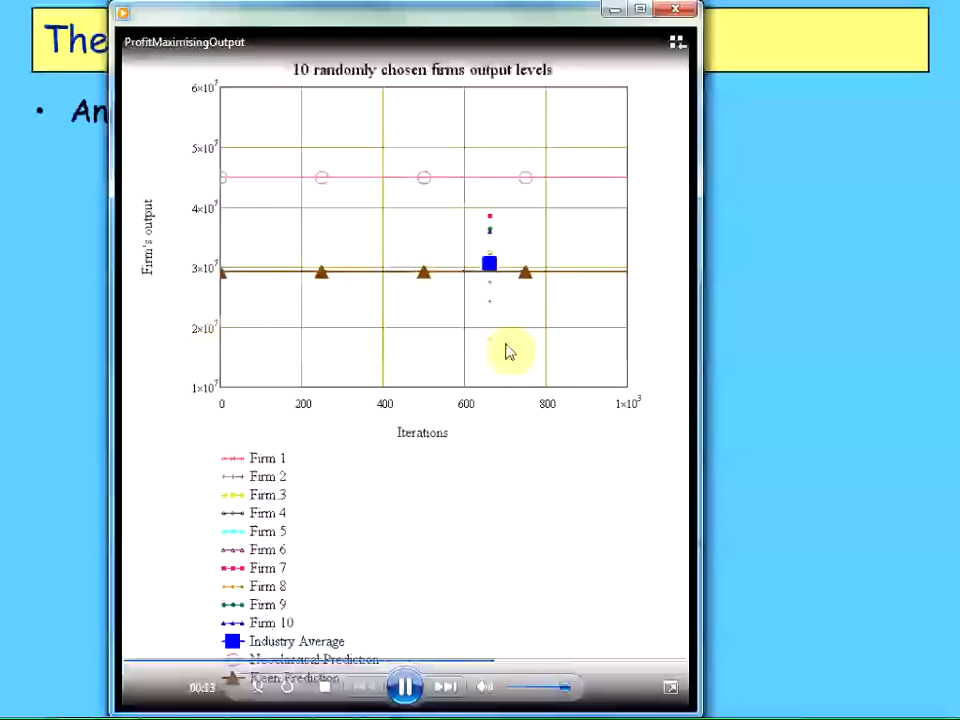 The
• An
ProfitMaximisingOutput
10 randomly chosen firms output levels
6×10⁷
5×10⁷
4×10⁷
3×10⁷
2×10⁷
1×10⁷
Firm's output
0 200 400 600 800 1×10³
Iterations
Firm 1
Firm 2
Firm 3
Firm 4
Firm 5
Firm 6
Firm 7
Firm 8
Firm 9
Firm 10
Industry Average
Neoclassical Prediction
Keen Prediction
00:13